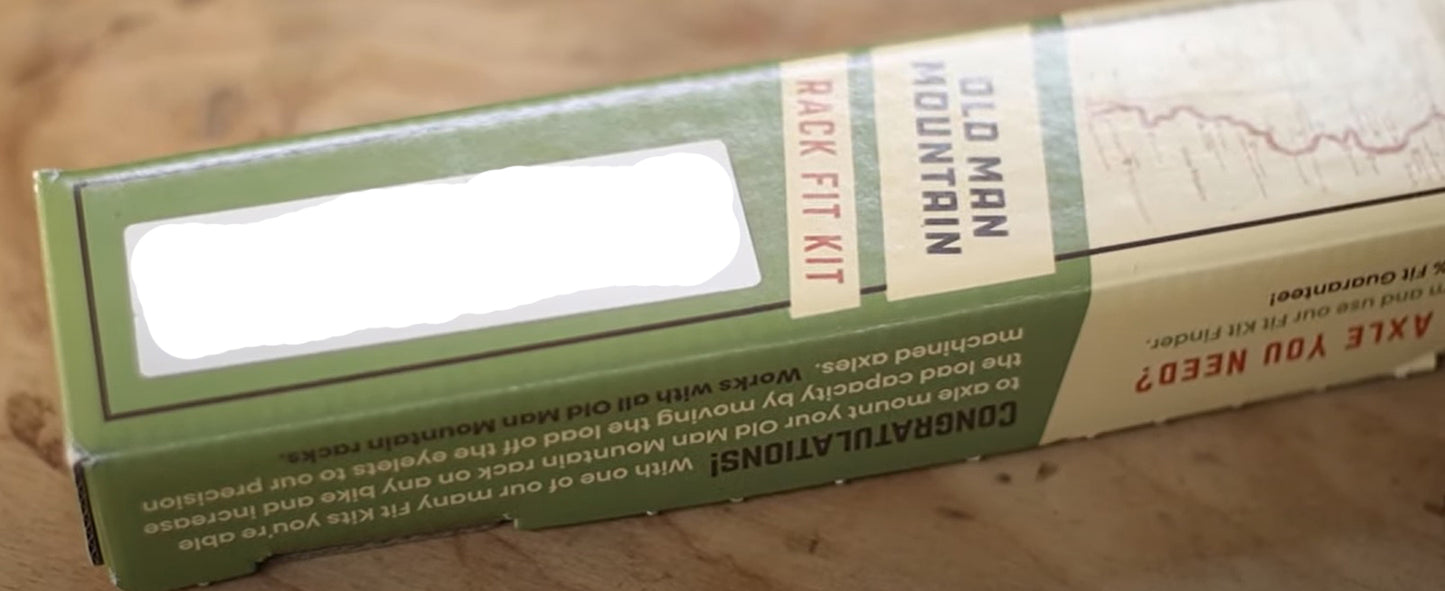 OLD MAN
MOUNTAIN
RACK FIT KIT
CONGRATULATIONS! With one of our many Fit Kits you're able
to axle mount your Old Man Mountain rack on any bike and increase
the load capacity by moving the load off the eyelets to our precision
machined axles. Works with all Old Man Mountain racks.
AXLE YOU NEED?
and use our Fit Kit Finder.
% Fit Guarantee!